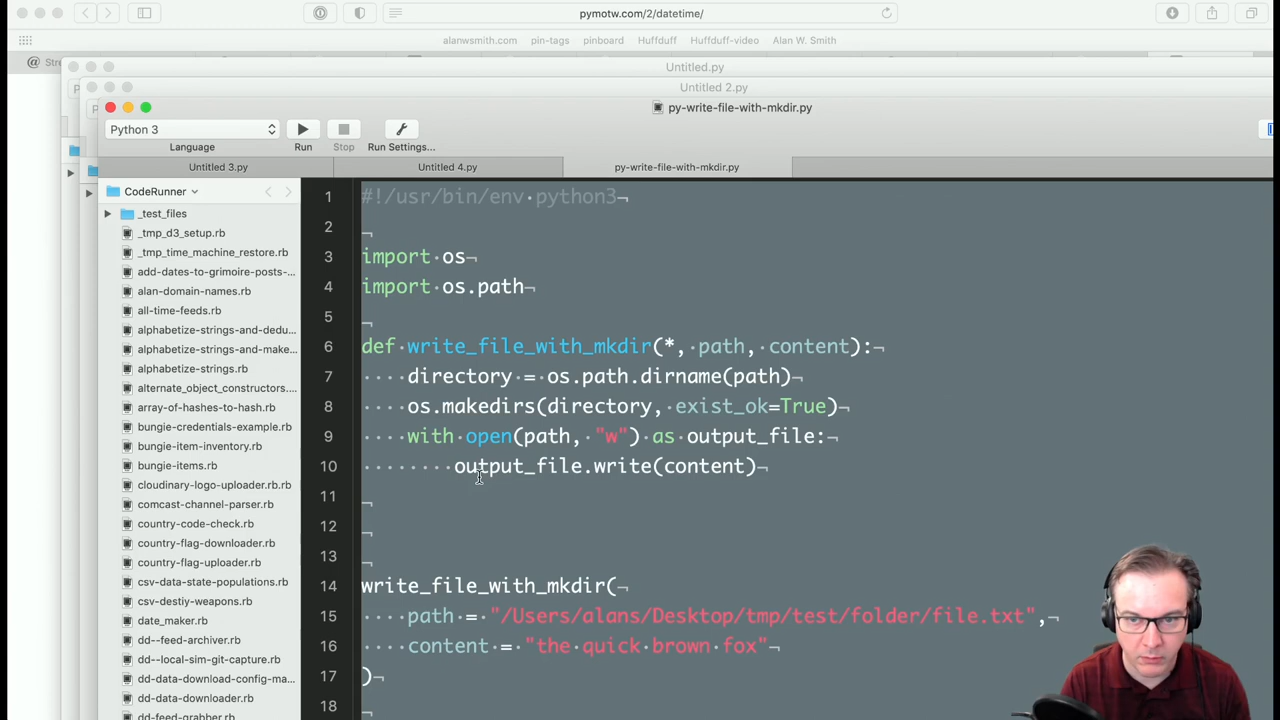 pymotw.com/2/datetime/
alanwsmith.com pin-tags pinboard Huffduff Huffduff-video Alan W. Smith
@ Stre
Untitled.py
Untitled 2.py
py-write-file-with-mkdir.py
Python 3
Language Run Stop Run Settings...
Untitled 3.py Untitled 4.py py-write-file-with-mkdir.py
CodeRunner
_test_files
_tmp_d3_setup.rb
_tmp_time_machine_restore.rb
add-dates-to-grimoire-posts-...
alan-domain-names.rb
all-time-feeds.rb
alphabetize-strings-and-dedu...
alphabetize-strings-and-make...
alphabetize-strings.rb
alternate_object_constructors....
array-of-hashes-to-hash.rb
bungie-credentials-example.rb
bungie-item-inventory.rb
bungie-items.rb
cloudinary-logo-uploader.rb.rb
comcast-channel-parser.rb
country-code-check.rb
country-flag-downloader.rb
country-flag-uploader.rb
csv-data-state-populations.rb
csv-destiy-weapons.rb
date_maker.rb
dd--feed-archiver.rb
dd--local-sim-git-capture.rb
dd-data-download-config-ma...
dd-data-downloader.rb
dd-feed-grabber.rb
1 #!/usr/bin/env·python3¬
2 ¬
3 import·os¬
4 import·os.path¬
5 ¬
6 def·write_file_with_mkdir(*,·path,·content):¬
7 ····directory·=·os.path.dirname(path)¬
8 ····os.makedirs(directory,·exist_ok=True)¬
9 ····with·open(path,·"w")·as·output_file:¬
10 ········output_file.write(content)¬
11 ¬
12 ¬
13 ¬
14 write_file_with_mkdir(¬
15 ····path·=·"/Users/alans/Desktop/tmp/test/folder/file.txt",¬
16 ····content·=·"the·quick·brown·fox"¬
17 )¬
18 ¬